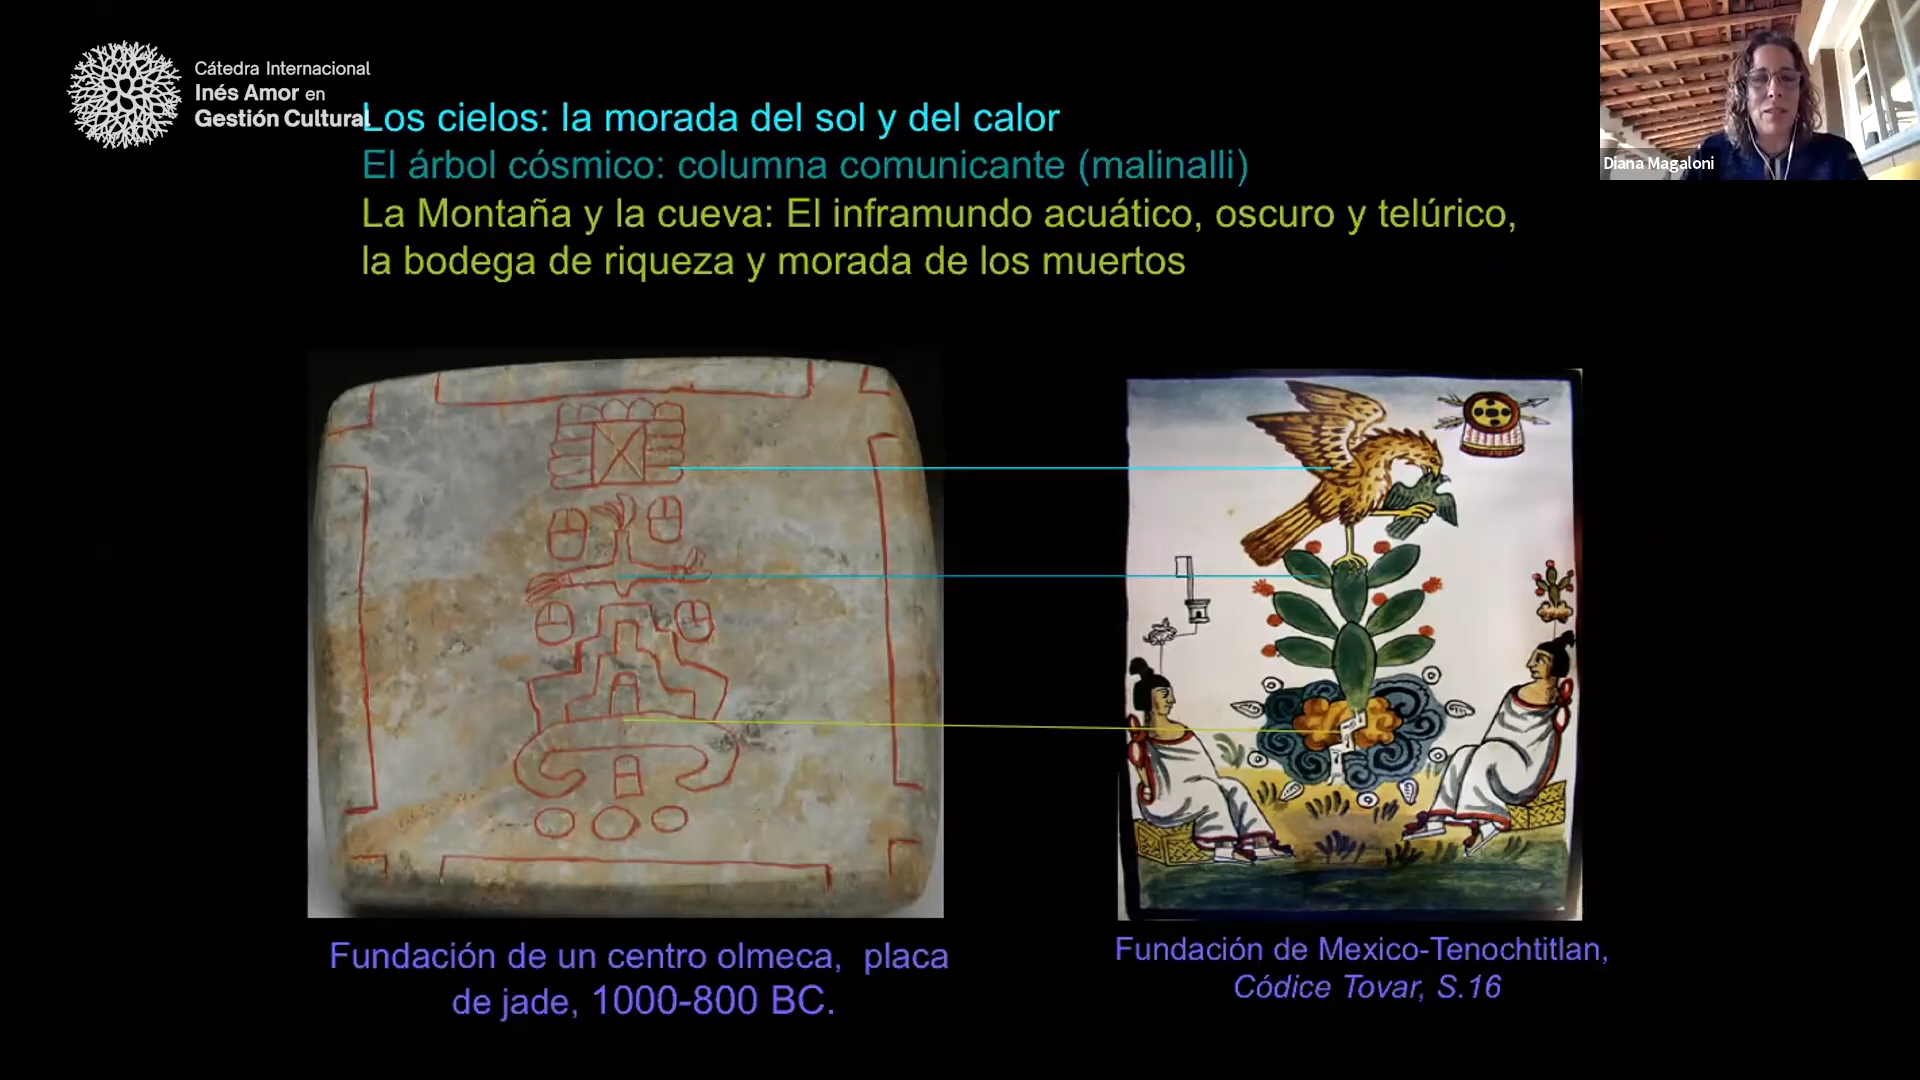 Cátedra Internacional
Inés Amor en
Gestión Cultural
Los cielos: la morada del sol y del calor
El árbol cósmico: columna comunicante (malinalli)
La Montaña y la cueva: El inframundo acuático, oscuro y telúrico,
la bodega de riqueza y morada de los muertos
Diana Magaloni
Fundación de un centro olmeca, placa
de jade, 1000-800 BC.
Fundación de Mexico-Tenochtitlan,
Códice Tovar, S.16